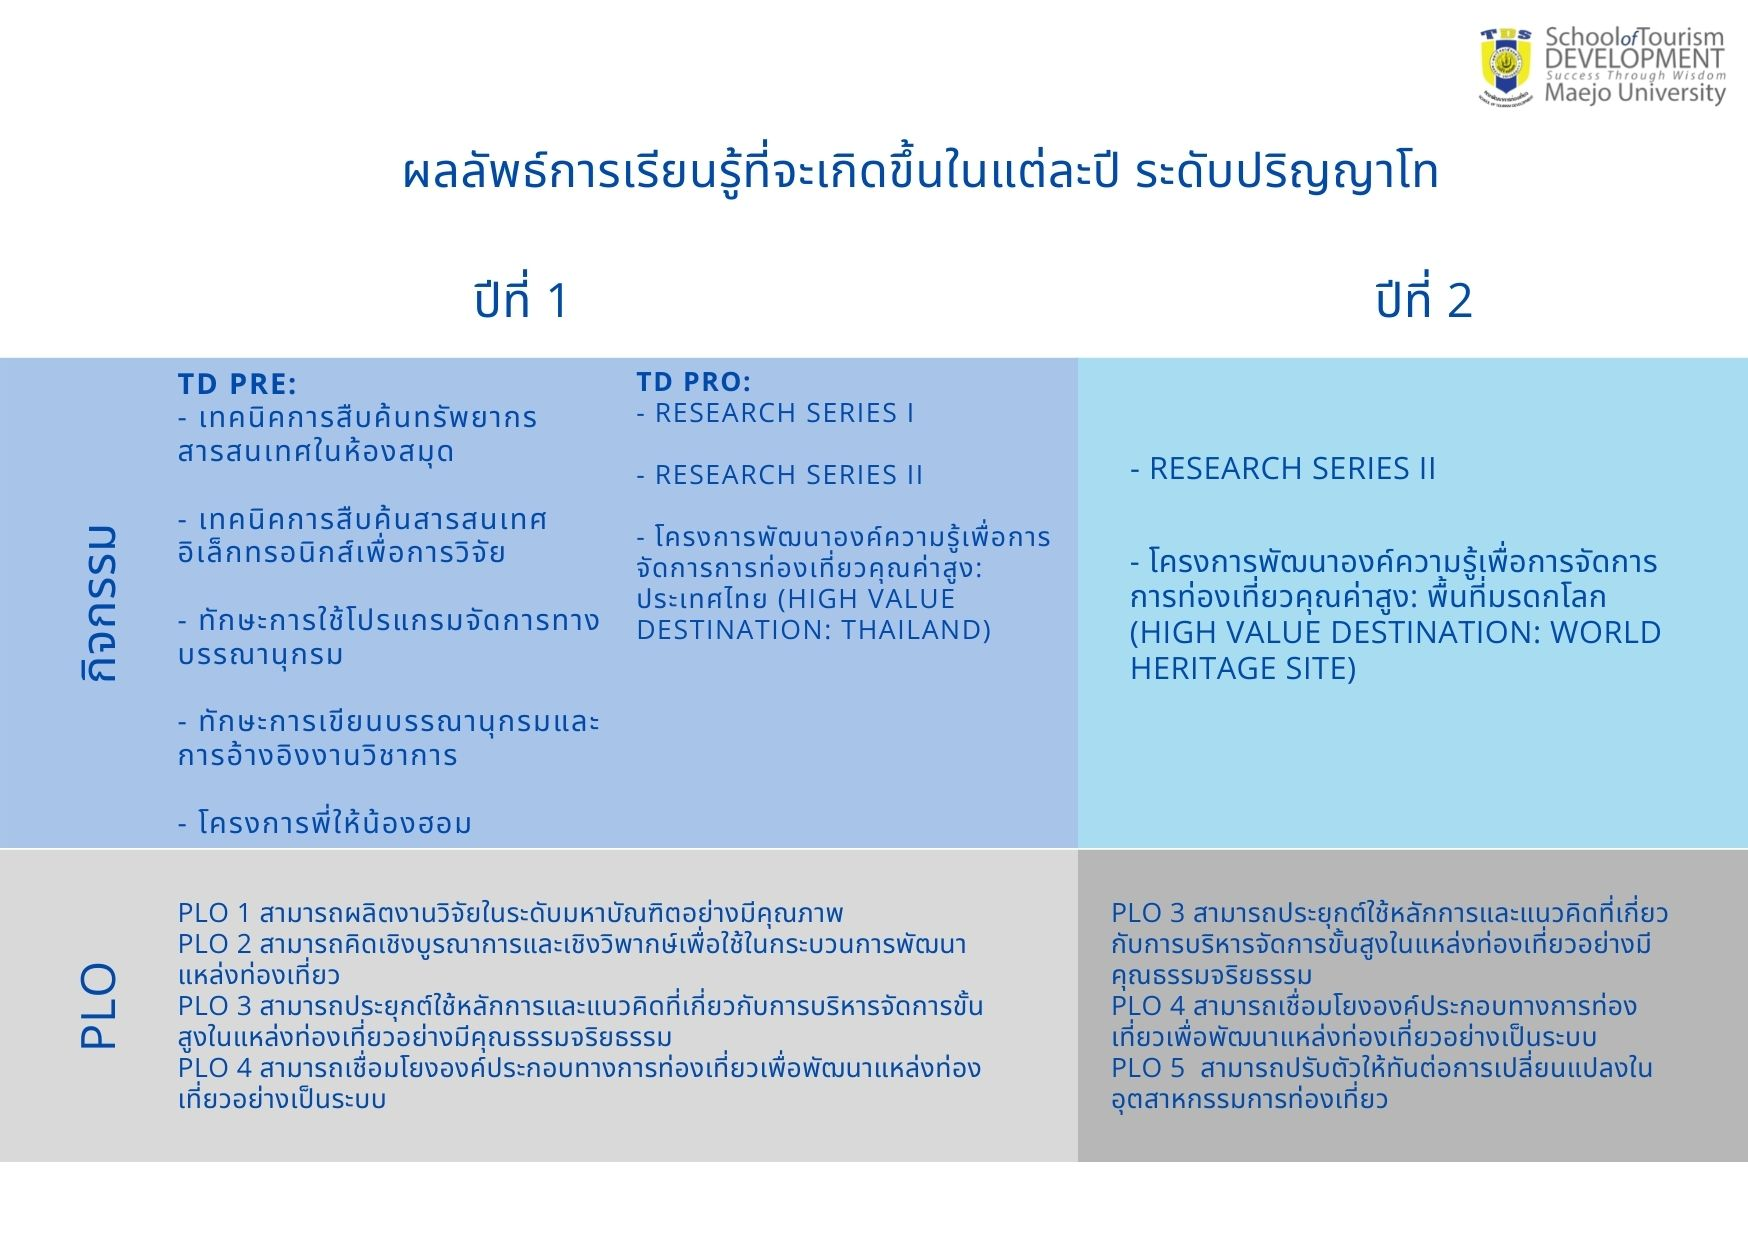 SchoolofTourism
DEVELOPMENT
Success Through Wisdom
Maejo University
ผลลัพธ์การเรียนรู้ที่จะเกิดขึ้นในแต่ละปี ระดับปริญญาโท
ปีที่ 1
ปีที่ 2
กิจกรรม
TD PRE:
- เทคนิคการสืบค้นทรัพยากร
สารสนเทศในห้องสมุด
- เทคนิคการสืบค้นสารสนเทศ
อิเล็กทรอนิกส์เพื่อการวิจัย
- ทักษะการใช้โปรแกรมจัดการทาง
บรรณานุกรม
- ทักษะการเขียนบรรณานุกรมและ
การอ้างอิงงานวิชาการ
- โครงการพี่ให้น้องฮอม
TD PRO:
- RESEARCH SERIES I
- RESEARCH SERIES II
- โครงการพัฒนาองค์ความรู้เพื่อการ
จัดการการท่องเที่ยวคุณค่าสูง:
ประเทศไทย (HIGH VALUE
DESTINATION: THAILAND)
- RESEARCH SERIES II
- โครงการพัฒนาองค์ความรู้เพื่อการจัดการ
การท่องเที่ยวคุณค่าสูง: พื้นที่มรดกโลก
(HIGH VALUE DESTINATION: WORLD
HERITAGE SITE)
PLO
PLO 1 สามารถผลิตงานวิจัยในระดับมหาบัณฑิตอย่างมีคุณภาพ
PLO 2 สามารถคิดเชิงบูรณาการและเชิงวิพากษ์เพื่อใช้ในกระบวนการพัฒนา
แหล่งท่องเที่ยว
PLO 3 สามารถประยุกต์ใช้หลักการและแนวคิดที่เกี่ยวกับการบริหารจัดการขั้น
สูงในแหล่งท่องเที่ยวอย่างมีคุณธรรมจริยธรรม
PLO 4 สามารถเชื่อมโยงองค์ประกอบทางการท่องเที่ยวเพื่อพัฒนาแหล่งท่อง
เที่ยวอย่างเป็นระบบ
PLO 3 สามารถประยุกต์ใช้หลักการและแนวคิดที่เกี่ยว
กับการบริหารจัดการขั้นสูงในแหล่งท่องเที่ยวอย่างมี
คุณธรรมจริยธรรม
PLO 4 สามารถเชื่อมโยงองค์ประกอบทางการท่อง
เที่ยวเพื่อพัฒนาแหล่งท่องเที่ยวอย่างเป็นระบบ
PLO 5 สามารถปรับตัวให้ทันต่อการเปลี่ยนแปลงใน
อุตสาหกรรมการท่องเที่ยว